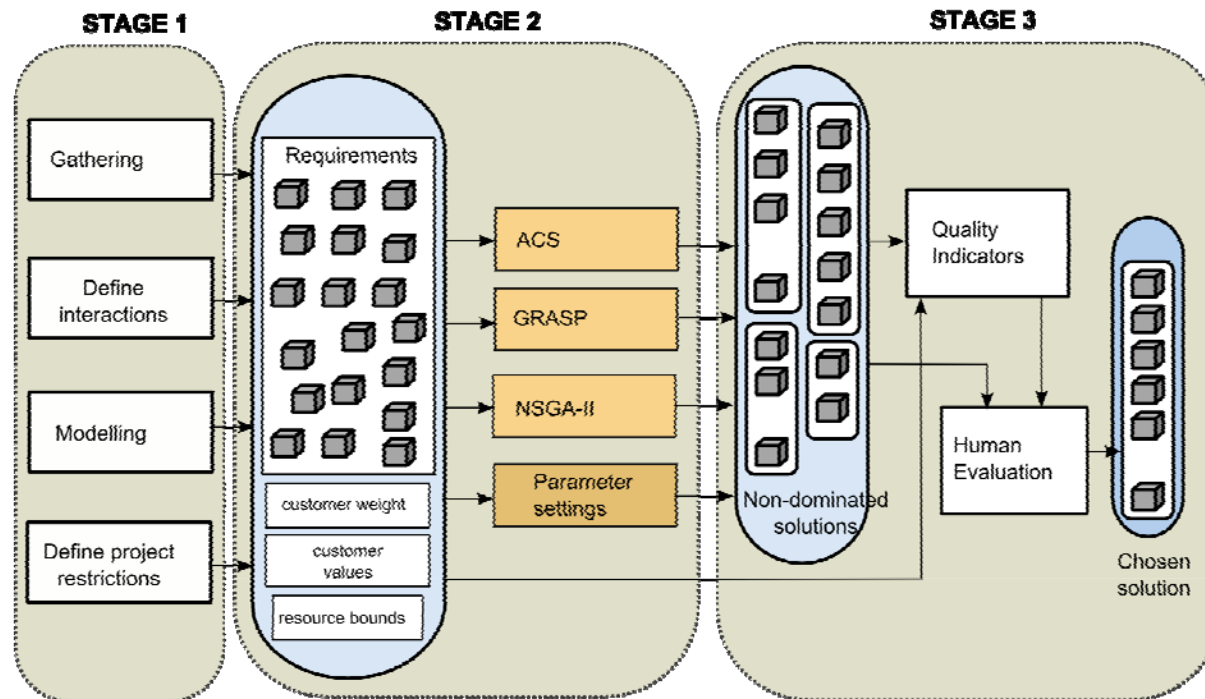 STAGE 1
Gathering
Define
interactions
Modelling
Define project
restrictions
STAGE 2
Requirements
customer weight
customer
values
resource bounds
ACS
GRASP
NSGA-II
Parameter
settings
STAGE 3
Non-dominated
solutions
Quality
Indicators
Human
Evaluation
Chosen
solution